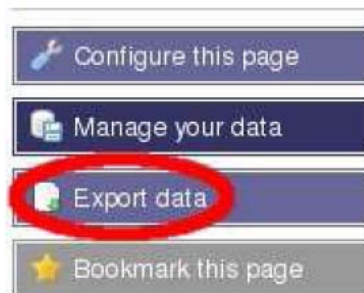 Configure this page
Manage your data
Export data
Bookmark this page